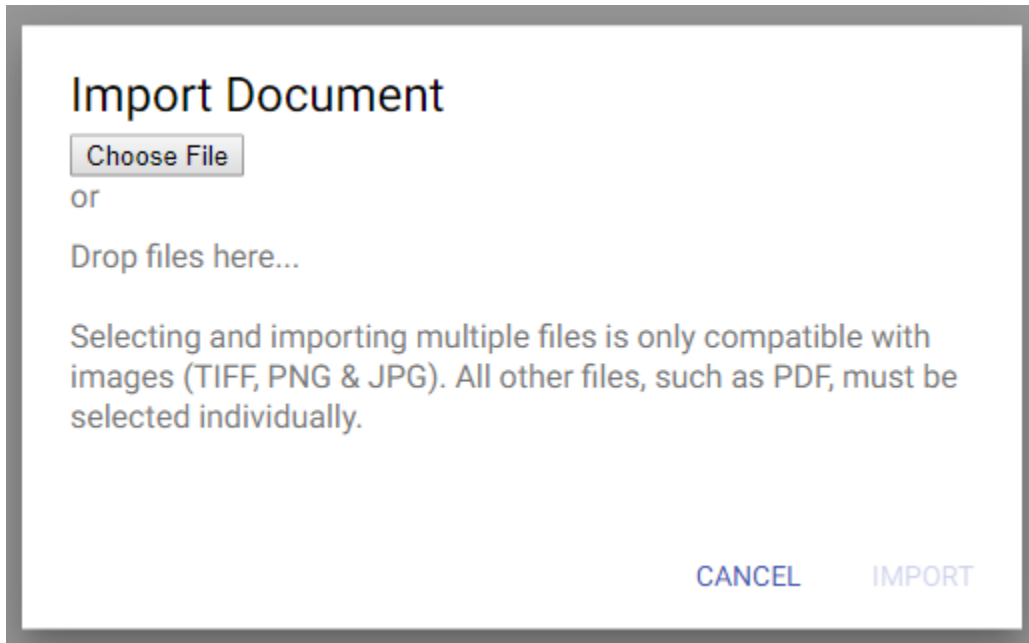 Import Document
Choose File
or
Drop files here...
Selecting and importing multiple files is only compatible with
images (TIFF, PNG & JPG). All other files, such as PDF, must be
selected individually.
CANCEL IMPORT